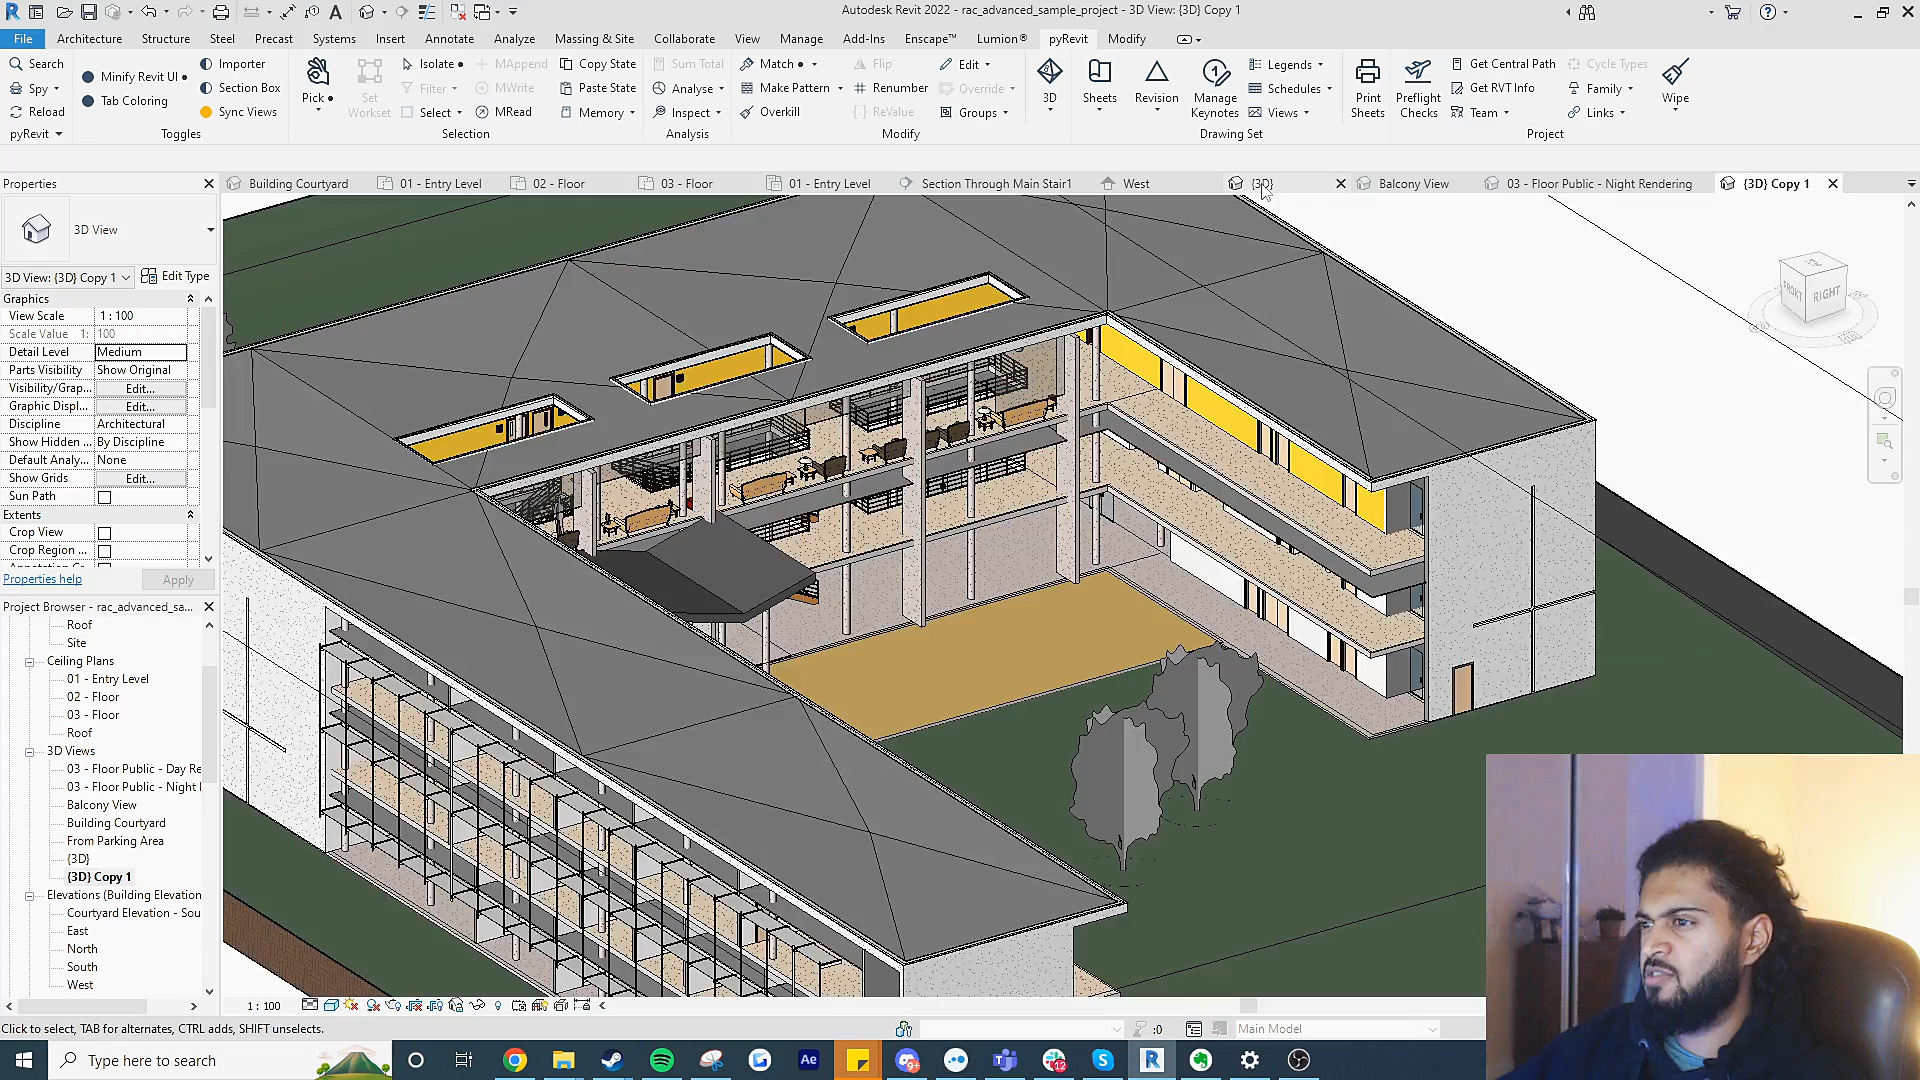 Autodesk Revit 2022 - rac_advanced_sample_project - 3D View: {3D} Copy 1
File Architecture Structure Steel Precast Systems Insert Annotate Analyze Massing & Site Collaborate View Manage Add-Ins Enscape™ Lumion® pyRevit Modify
Search
Spy
Reload
pyRevit
Minify Revit UI
Tab Coloring
Importer
Section Box
Sync Views
Toggles
Pick
Set Workset
Isolate
Filter
Select
MAppend
MWrite
MRead
Copy State
Paste State
Memory
Selection
Sum Total
Analyse
Inspect
Analysis
Match
Make Pattern
Overkill
Flip
Renumber
ReValue
Edit
Override
Groups
Modify
3D
Sheets
Revision
Manage Keynotes
Legends
Schedules
Views
Drawing Set
Print Sheets
Preflight Checks
Get Central Path
Get RVT Info
Team
Cycle Types
Family
Links
Wipe
Project
Properties
Building Courtyard
01 - Entry Level
02 - Floor
03 - Floor
01 - Entry Level
Section Through Main Stair1
West
{3D}
Balcony View
03 - Floor Public - Night Rendering
{3D} Copy 1
3D View
3D View: {3D} Copy 1 Edit Type
Graphics
View Scale 1 : 100
Scale Value 1: 100
Detail Level Medium
Parts Visibility Show Original
Visibility/Grap... Edit...
Graphic Displ... Edit...
Discipline Architectural
Show Hidden ... By Discipline
Default Analy... None
Show Grids Edit...
Sun Path
Extents
Crop View
Crop Region ...
Properties help Apply
Project Browser - rac_advanced_sa...
Roof
Site
Ceiling Plans
01 - Entry Level
02 - Floor
03 - Floor
Roof
3D Views
03 - Floor Public - Day Re
03 - Floor Public - Night
Balcony View
Building Courtyard
From Parking Area
{3D}
{3D} Copy 1
Elevations (Building Elevation
Courtyard Elevation - Sou
East
North
South
West
FRONT RIGHT
1 : 100
Click to select, TAB for alternates, CTRL adds, SHIFT unselects.
:0
Main Model
Type here to search
Ae
9+
12